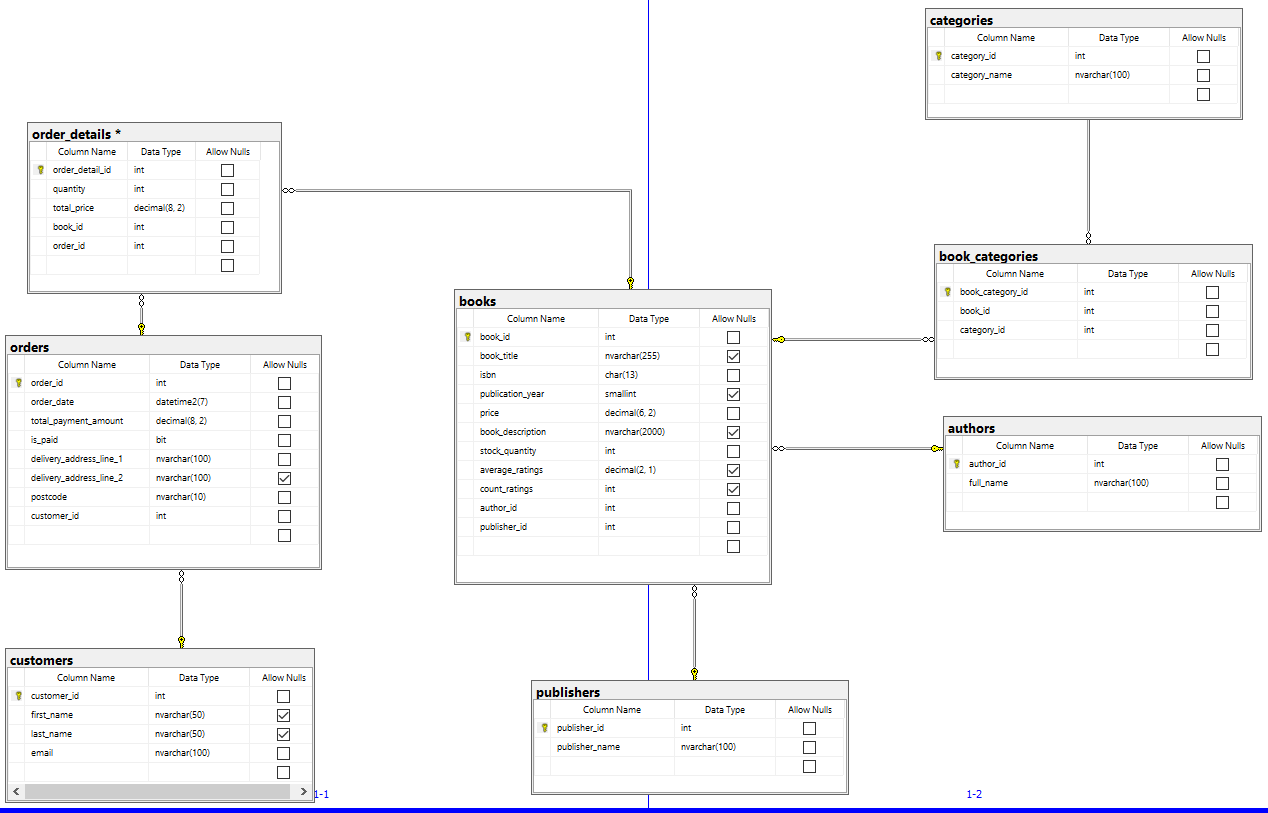 categories
Column Name Data Type Allow Nulls
category_id int
category_name nvarchar(100)
order_details *
Column Name Data Type Allow Nulls
order_detail_id int
quantity int
total_price decimal(8, 2)
book_id int
order_id int
book_categories
Column Name Data Type Allow Nulls
book_category_id int
book_id int
category_id int
books
Column Name Data Type Allow Nulls
book_id int
book_title nvarchar(255)
isbn char(13)
publication_year smallint
price decimal(6, 2)
book_description nvarchar(2000)
stock_quantity int
average_ratings decimal(2, 1)
count_ratings int
author_id int
publisher_id int
orders
Column Name Data Type Allow Nulls
order_id int
order_date datetime2(7)
total_payment_amount decimal(8, 2)
is_paid bit
delivery_address_line_1 nvarchar(100)
delivery_address_line_2 nvarchar(100)
postcode nvarchar(10)
customer_id int
authors
Column Name Data Type Allow Nulls
author_id int
full_name nvarchar(100)
customers
Column Name Data Type Allow Nulls
customer_id int
first_name nvarchar(50)
last_name nvarchar(50)
email nvarchar(100)
publishers
Column Name Data Type Allow Nulls
publisher_id int
publisher_name nvarchar(100)
1-1
1-2